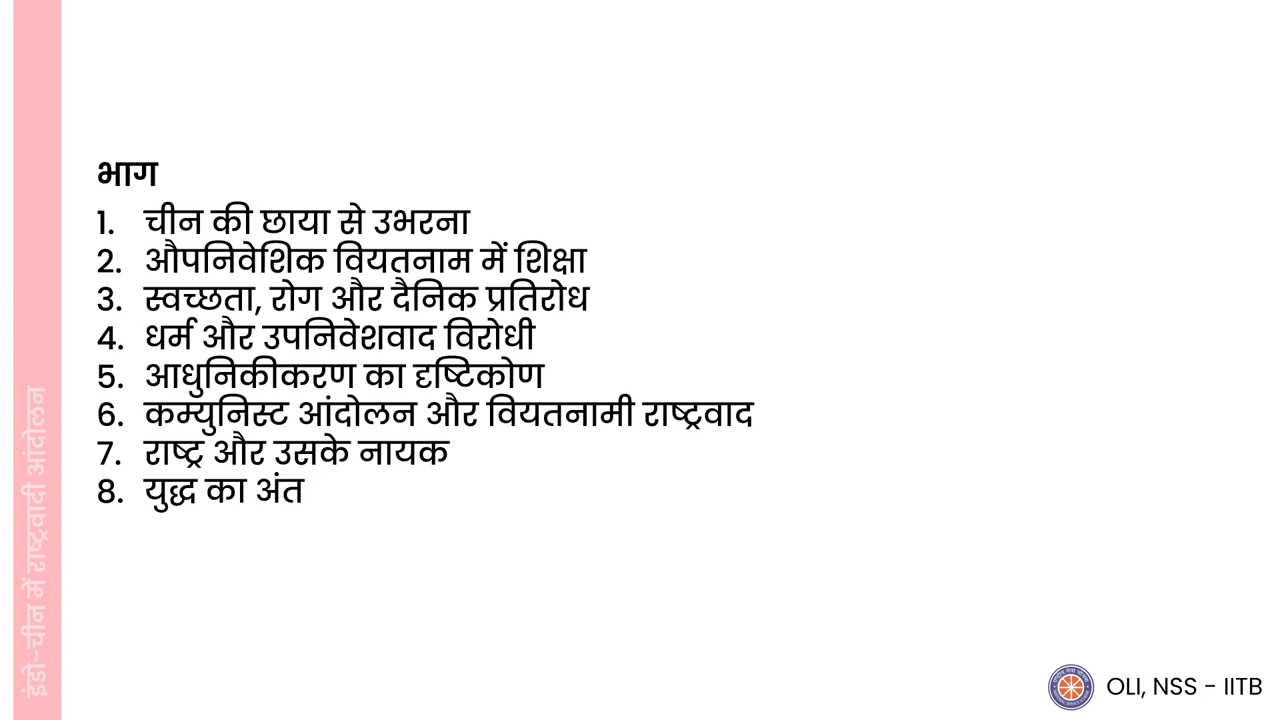 भाग
1. चीन की छाया से उभरना
2. औपनिवेशिक वियतनाम में शिक्षा
3. स्वच्छता, रोग और दैनिक प्रतिरोध
4. धर्म और उपनिवेशवाद विरोधी
5. आधुनिकीकरण का दृष्टिकोण
6. कम्युनिस्ट आंदोलन और वियतनामी राष्ट्रवाद
7. राष्ट्र और उसके नायक
8. युद्ध का अंत
इंडो-चीन में राष्ट्रवादी आंदोलन
OLI, NSS - IITB